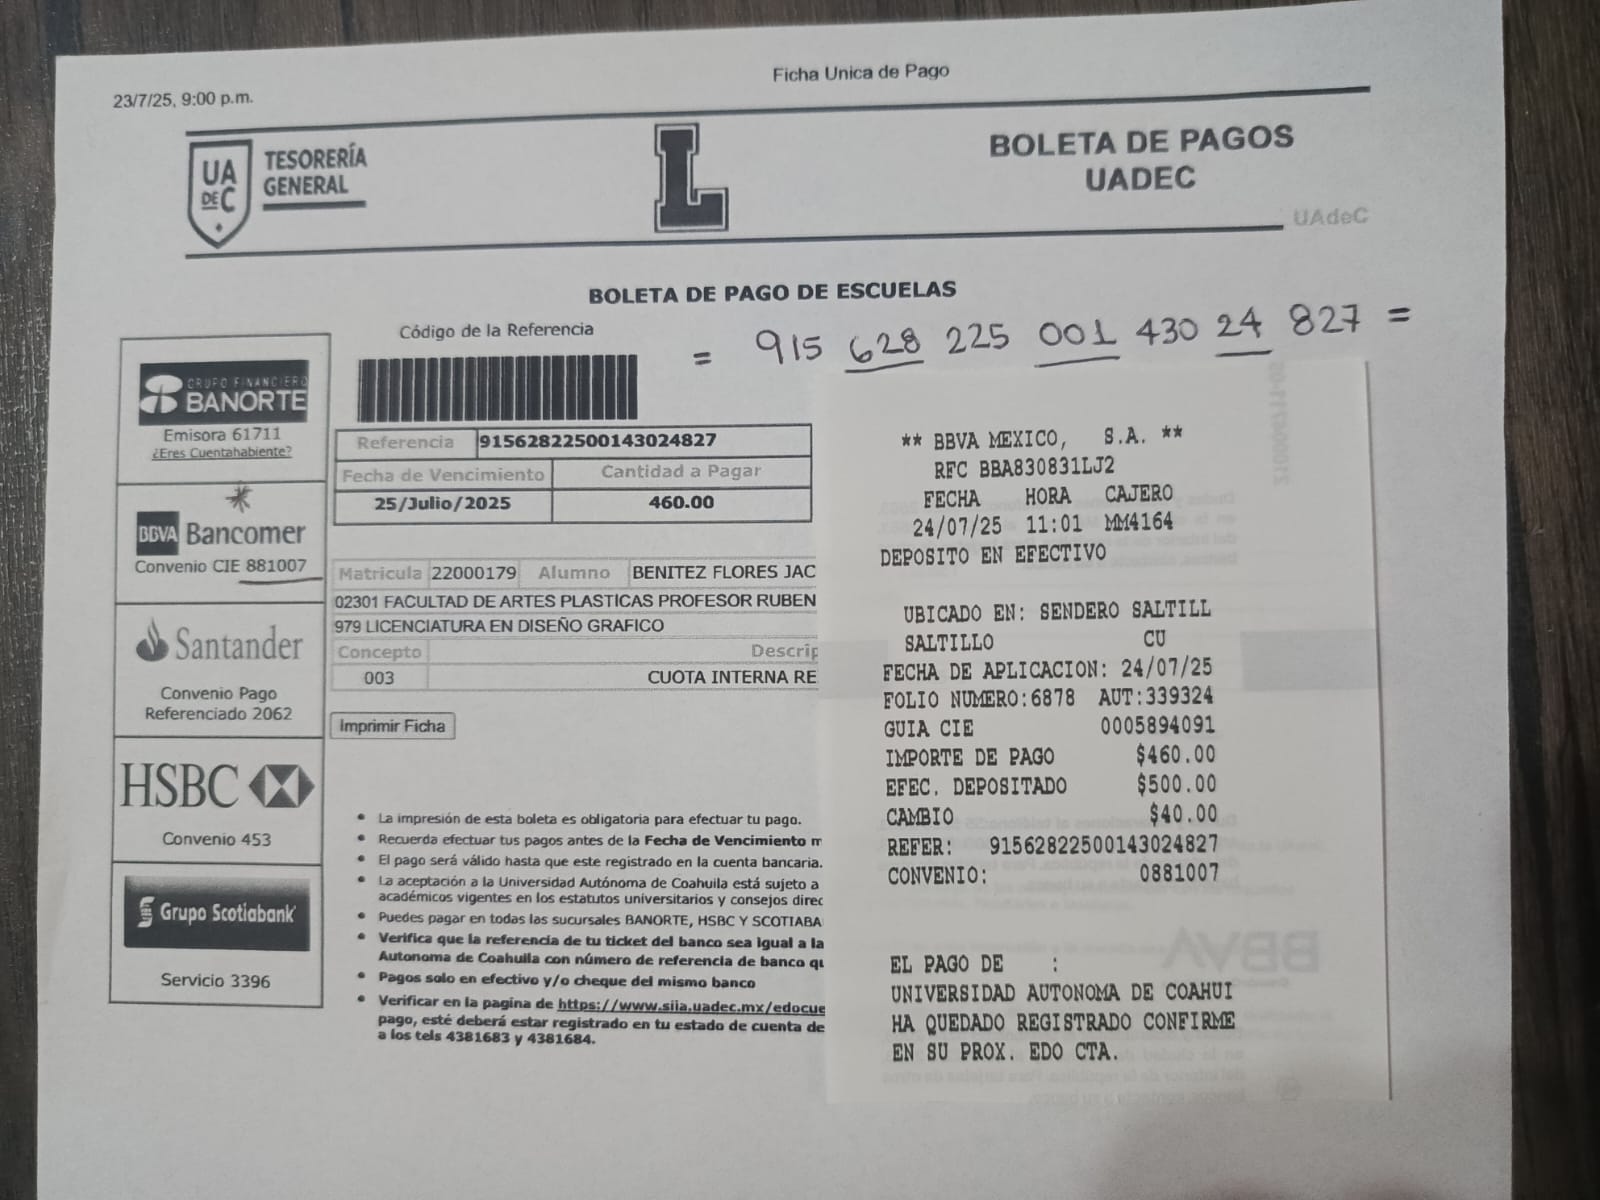 Ficha Unica de Pago
23/7/25, 9:00 p.m.
UA
DE C
TESORERÍA
GENERAL
L
BOLETA DE PAGOS
UADEC
UAdeC
BOLETA DE PAGO DE ESCUELAS
Código de la Referencia
= 915 628 225 001 430 24 827 =
GRUPO FINANCIERO
BANORTE
Emisora 61711
¿Eres Cuentahabiente?
BBVA Bancomer
Convenio CIE 881007
Santander
Convenio Pago
Referenciado 2062
HSBC
Convenio 453
Grupo Scotiabank
Servicio 3396
Referencia 91562822500143024827
Fecha de Vencimiento Cantidad a Pagar
25/Julio/2025 460.00
Matricula 22000179 Alumno BENITEZ FLORES JAC
02301 FACULTAD DE ARTES PLASTICAS PROFESOR RUBEN
979 LICENCIATURA EN DISEÑO GRAFICO
Concepto Descrip
003 CUOTA INTERNA RE
Imprimir Ficha
• La impresión de esta boleta es obligatoria para efectuar tu pago.
• Recuerda efectuar tus pagos antes de la Fecha de Vencimiento m
• El pago será válido hasta que este registrado en la cuenta bancaria.
• La aceptación a la Universidad Autónoma de Coahuila está sujeto a
académicos vigentes en los estatutos universitarios y consejos direc
• Puedes pagar en todas las sucursales BANORTE, HSBC Y SCOTIABA
• Verifica que la referencia de tu ticket del banco sea igual a la
Autonoma de Coahuila con número de referencia de banco qu
• Pagos solo en efectivo y/o cheque del mismo banco
• Verificar en la pagina de https://www.siia.uadec.mx/edocue
pago, esté deberá estar registrado en tu estado de cuenta de
a los tels 4381683 y 4381684.
** BBVA MEXICO, S.A. **
RFC BBA830831LJ2
FECHA HORA CAJERO
24/07/25 11:01 MM4164
DEPOSITO EN EFECTIVO
UBICADO EN: SENDERO SALTILL
SALTILLO CU
FECHA DE APLICACION: 24/07/25
FOLIO NUMERO:6878 AUT:339324
GUIA CIE 0005894091
IMPORTE DE PAGO $460.00
EFEC. DEPOSITADO $500.00
CAMBIO $40.00
REFER: 91562822500143024827
CONVENIO: 0881007
BBVA
EL PAGO DE :
UNIVERSIDAD AUTONOMA DE COAHUI
HA QUEDADO REGISTRADO CONFIRME
EN SU PROX. EDO CTA.